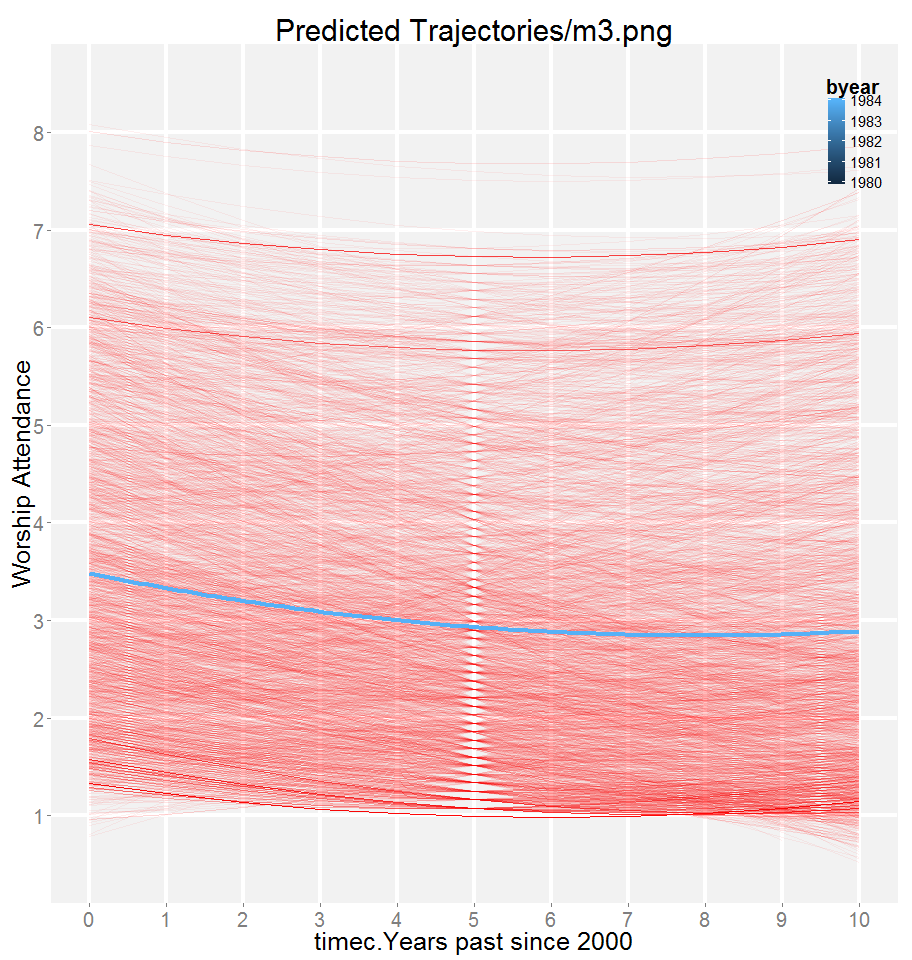 Predicted Trajectories/m3.png
byear
1984
1983
1982
1981
1980
Worship Attendance
8
7
6
5
4
3
2
1
0 1 2 3 4 5 6 7 8 9 10
timec.Years past since 2000